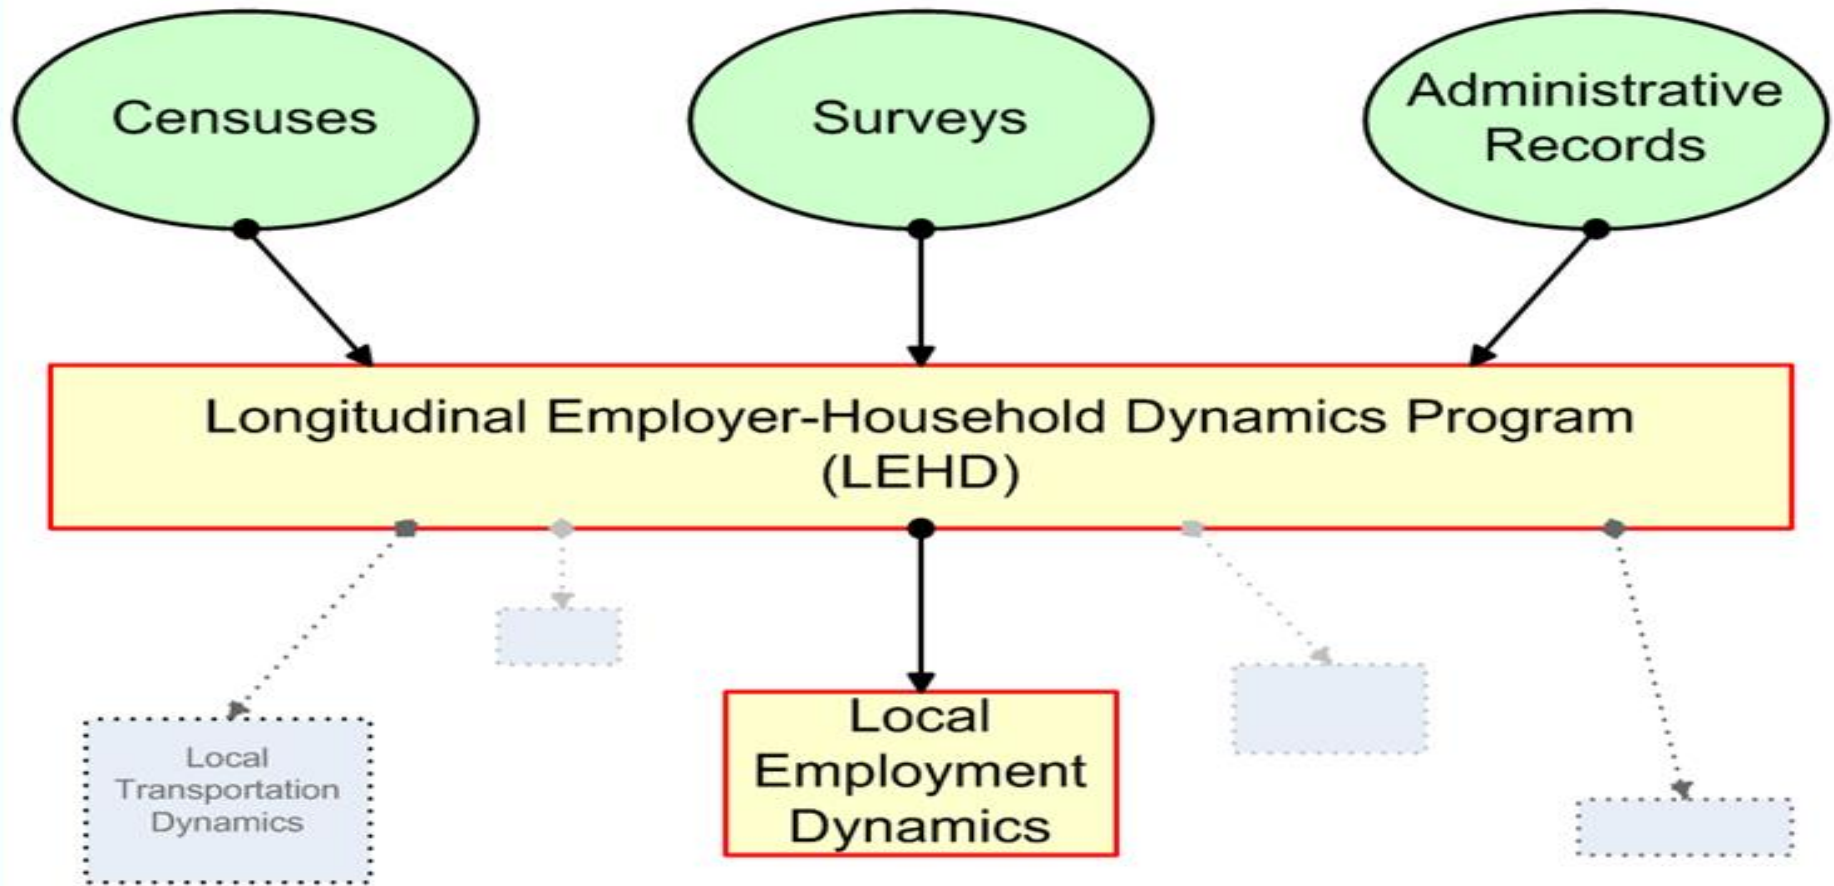 Censuses
Surveys
Administrative
Records
Longitudinal Employer-Household Dynamics Program
(LEHD)
Local
Transportation
Dynamics
Local
Employment
Dynamics